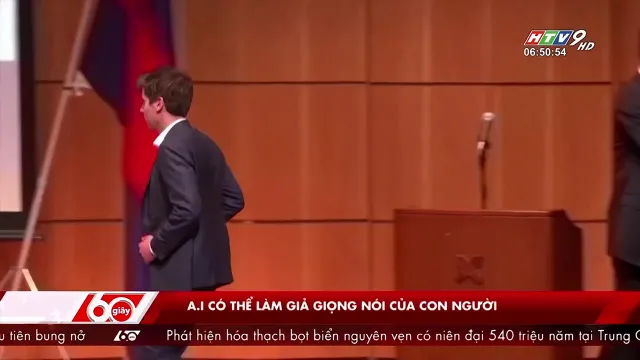 HTV9 HD
06:50:54
60 giây
A.I CÓ THỂ LÀM GIẢ GIỌNG NÓI CỦA CON NGƯỜI
tiên bung nở 60 Phát hiện hóa thạch bọt biển nguyên vẹn có niên đại 540 triệu năm tại Trung